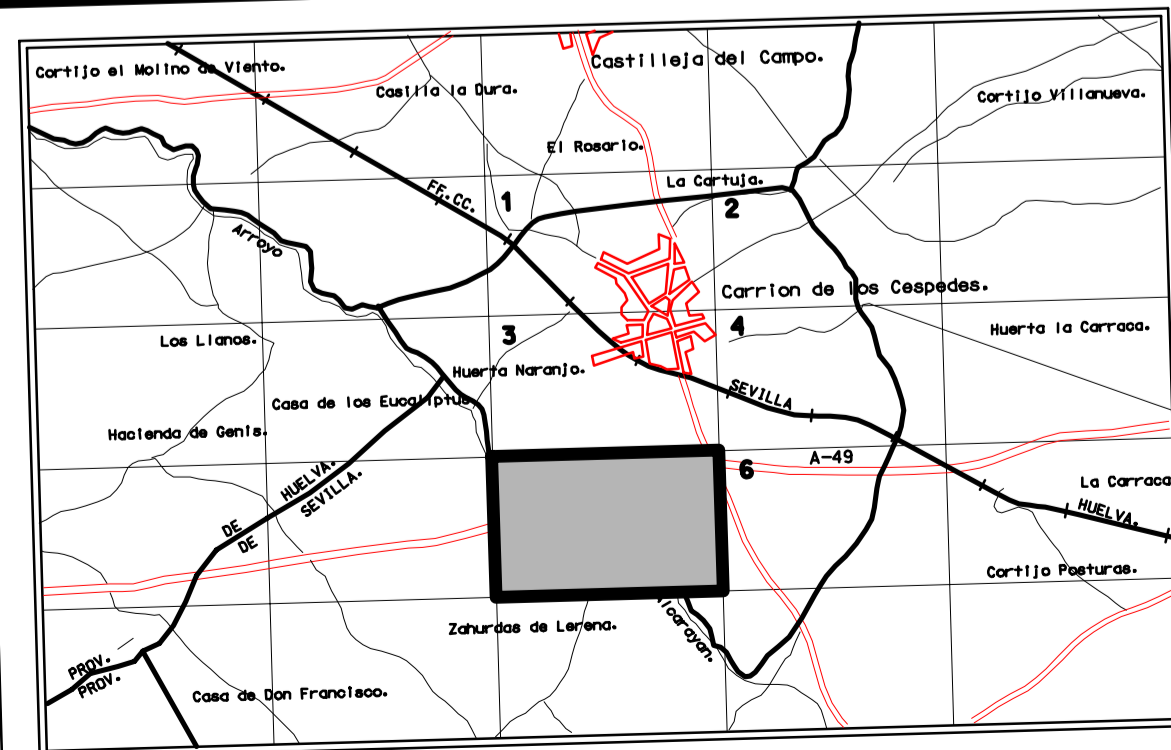 Castilleja del Campo.
Cortijo el Molino de Viento.
Casilla la Dura.
Cortijo Villanueva.
El Rosario.
La Cartuja.
FF.CC.
1
2
Arroyo
Carrion de los Cespedes.
Los Llanos.
3
4
Huerta la Carraca.
Huerta Naranjo.
SEVILLA
Casa de los Eucaliptus
Hacienda de Genis.
A-49
6
HUELVA.
SEVILLA.
La Carraca
HUELVA.
DE
DE
Cortijo Posturas.
Alcarayan.
Zahurdas de Lerena.
PROV.
PROV.
Casa de Don Francisco.